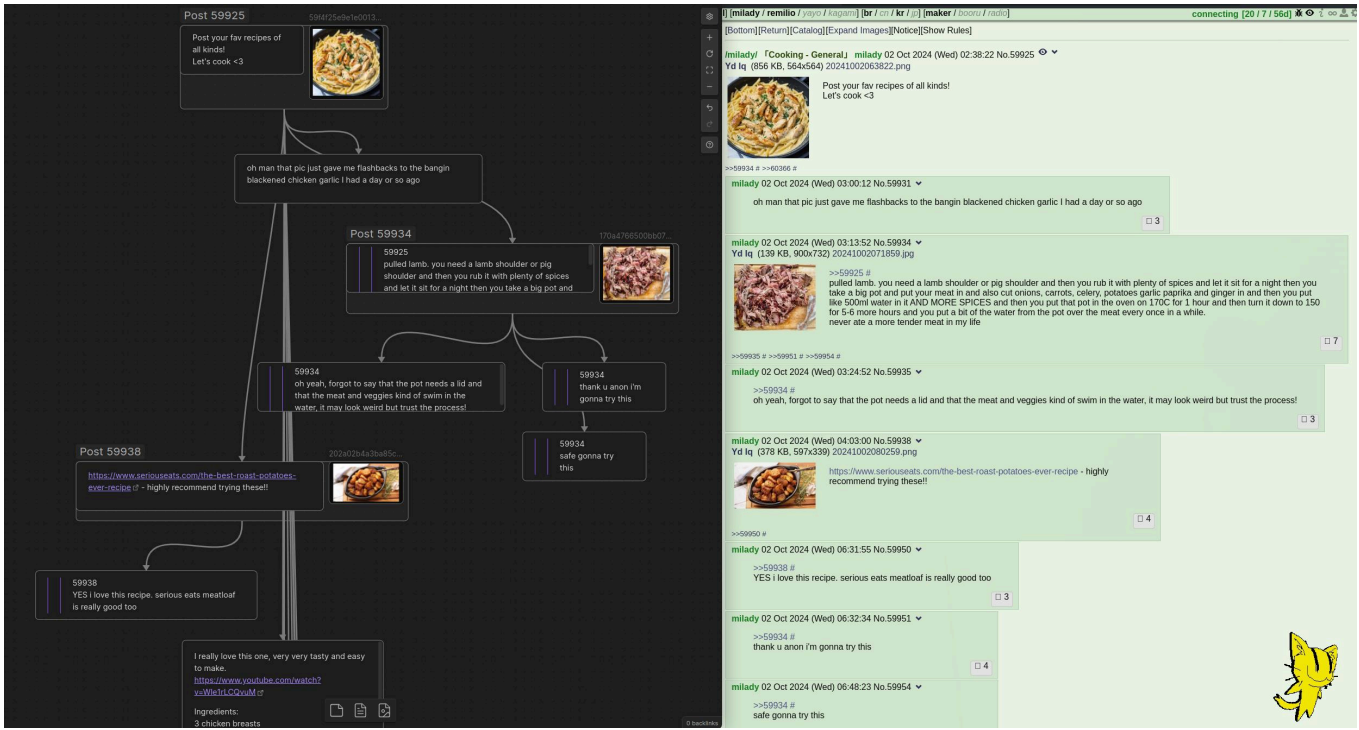 Post 59925
59f4f25e9e1e0013...
Post your fav recipes of
all kinds!
Let's cook <3
oh man that pic just gave me flashbacks to the bangin
blackened chicken garlic I had a day or so ago
Post 59934
170a4766500bb07...
59925
pulled lamb. you need a lamb shoulder or pig
shoulder and then you rub it with plenty of spices
and let it sit for a night then you take a big pot and
59934
oh yeah, forgot to say that the pot needs a lid and
that the meat and veggies kind of swim in the
water, it may look weird but trust the process!
59934
thank u anon i'm
gonna try this
59934
safe gonna try
this
Post 59938
202a02b4a3ba85c...
https://www.seriouseats.com/the-best-roast-potatoes-
ever-recipe - highly recommend trying these!!
59938
YES i love this recipe. serious eats meatloaf
is really good too
I really love this one, very very tasty and easy
to make.
https://www.youtube.com/watch?
v=WIe1rLCQvuM
Ingredients:
3 chicken breasts
0 backlinks
] [milady / remilio / yayo / kagami] [br / cn / kr / jp] [maker / booru / radio]
connecting [20 / 7 / 56d]
[Bottom][Return][Catalog][Expand Images][Notice][Show Rules]
/milady/ 「Cooking - General」 milady 02 Oct 2024 (Wed) 02:38:22 No.59925
Yd Iq (856 KB, 564x564) 20241002063822.png
Post your fav recipes of all kinds!
Let's cook <3
>>59934 # >>60366 #
milady 02 Oct 2024 (Wed) 03:00:12 No.59931
oh man that pic just gave me flashbacks to the bangin blackened chicken garlic I had a day or so ago
3
milady 02 Oct 2024 (Wed) 03:13:52 No.59934
Yd Iq (139 KB, 900x732) 20241002071859.jpg
>>59925 #
pulled lamb. you need a lamb shoulder or pig shoulder and then you rub it with plenty of spices and let it sit for a night then you
take a big pot and put your meat in and also cut onions, carrots, celery, potatoes garlic paprika and ginger in and then you put
like 500ml water in it AND MORE SPICES and then you put that pot in the oven on 170C for 1 hour and then turn it down to 150
for 5-6 more hours and you put a bit of the water from the pot over the meat every once in a while.
never ate a more tender meat in my life
7
>>59935 # >>59951 # >>59954 #
milady 02 Oct 2024 (Wed) 03:24:52 No.59935
>>59934 #
oh yeah, forgot to say that the pot needs a lid and that the meat and veggies kind of swim in the water, it may look weird but trust the process!
3
milady 02 Oct 2024 (Wed) 04:03:00 No.59938
Yd Iq (378 KB, 597x339) 20241002080259.png
https://www.seriouseats.com/the-best-roast-potatoes-ever-recipe - highly
recommend trying these!!
4
>>59950 #
milady 02 Oct 2024 (Wed) 06:31:55 No.59950
>>59938 #
YES i love this recipe. serious eats meatloaf is really good too
3
milady 02 Oct 2024 (Wed) 06:32:34 No.59951
>>59934 #
thank u anon i'm gonna try this
4
milady 02 Oct 2024 (Wed) 06:48:23 No.59954
>>59934 #
safe gonna try this